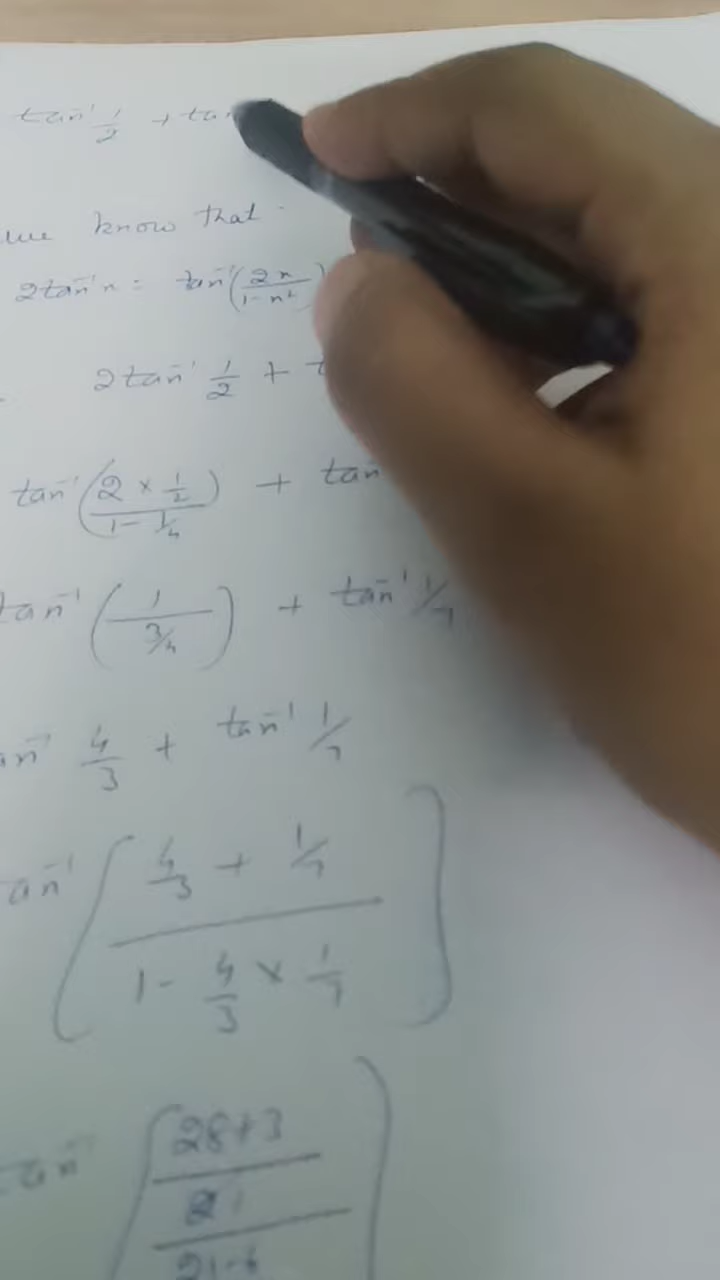 tan⁻¹ 1/2 + ta
we know that
2tan⁻¹x = tan⁻¹(2x/1-x²)
2tan⁻¹ 1/2 + t
tan⁻¹(2 × 1/2 / 1 - 1/4) + tan
tan⁻¹(1 / 3/4) + tan⁻¹ 1/7
an⁻¹ 4/3 + tan⁻¹ 1/7
tan⁻¹[4/3 + 1/7 / 1 - 4/3 × 1/7]
tan⁻¹[28+3 / 21 / 21-4